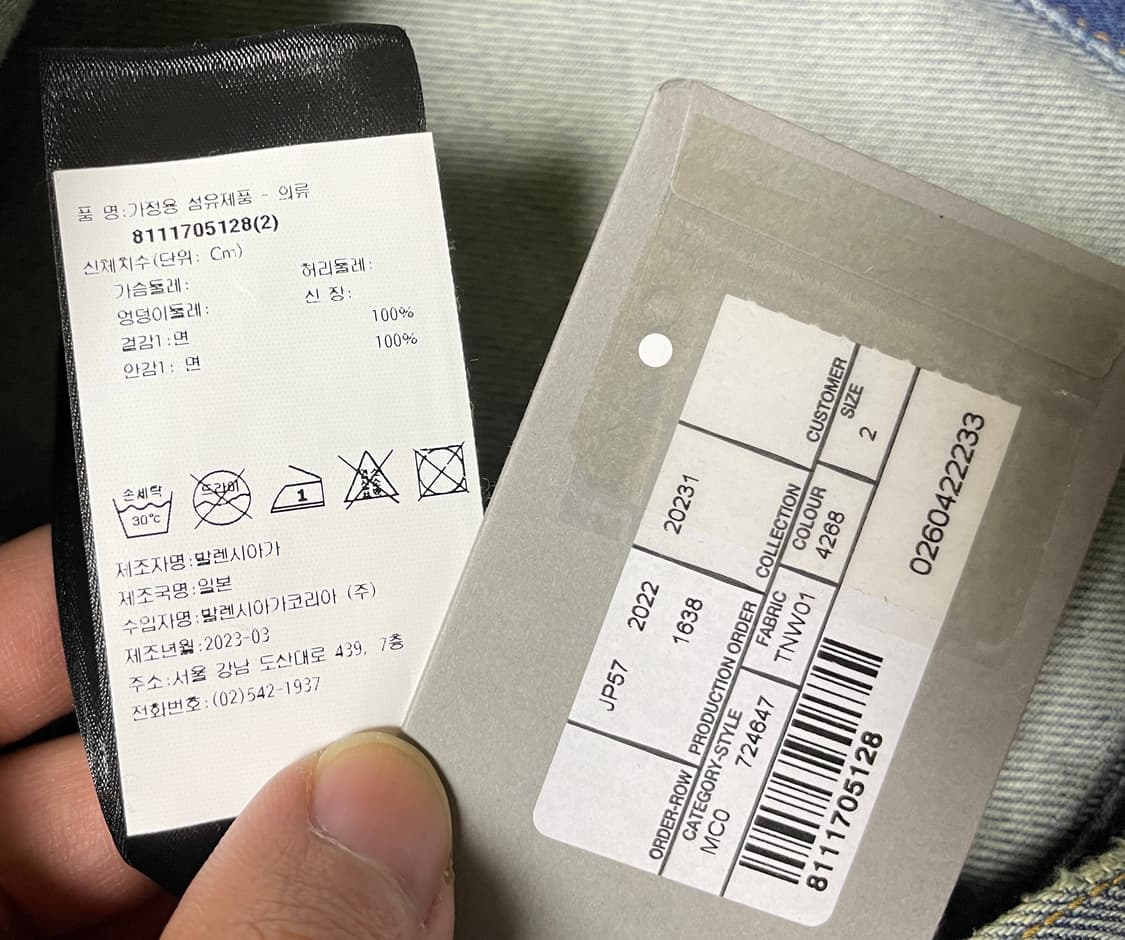 품 명:가정용 섬유제품 - 의류
8111705128(2)
신체치수(단위: Cm)
가슴둘레: 허리둘레:
엉덩이둘레: 신 장:
겉감1:면 100%
안감1: 면 100%
손세탁
30℃
드라이
1
제조자명:발렌시아가
제조국명:일본
수입자명:발렌시아가코리아 (주)
제조년월:2023-03
주소:서울 강남 도산대로 439, 7층
전화번호:(02)542-1937
JP57 2022 20231
1638
ORDER-ROW PRODUCTION ORDER COLLECTION CUSTOMER
CATEGORY-STYLE FABRIC COLOUR SIZE
MC0 724647 TNW01 4268 2
8111705128
0260422233